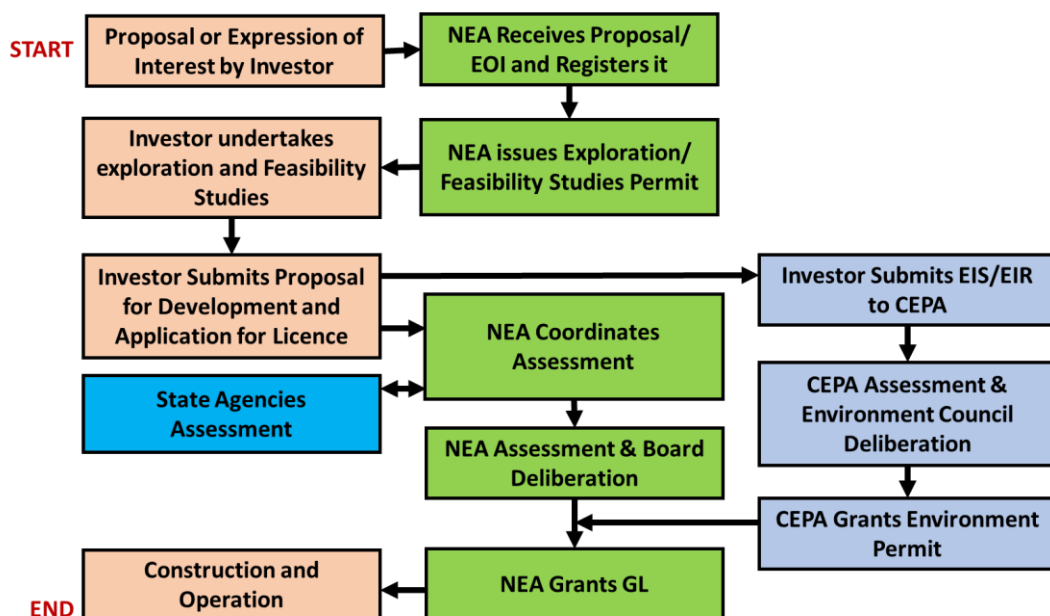 START
Proposal or Expression of
Interest by Investor
NEA Receives Proposal/
EOI and Registers it
Investor undertakes
exploration and Feasibility
Studies
NEA issues Exploration/
Feasibility Studies Permit
Investor Submits Proposal
for Development and
Application for Licence
NEA Coordinates
Assessment
Investor Submits EIS/EIR
to CEPA
State Agencies
Assessment
CEPA Assessment &
Environment Council
Deliberation
NEA Assessment & Board
Deliberation
CEPA Grants Environment
Permit
Construction and
Operation
NEA Grants GL
END